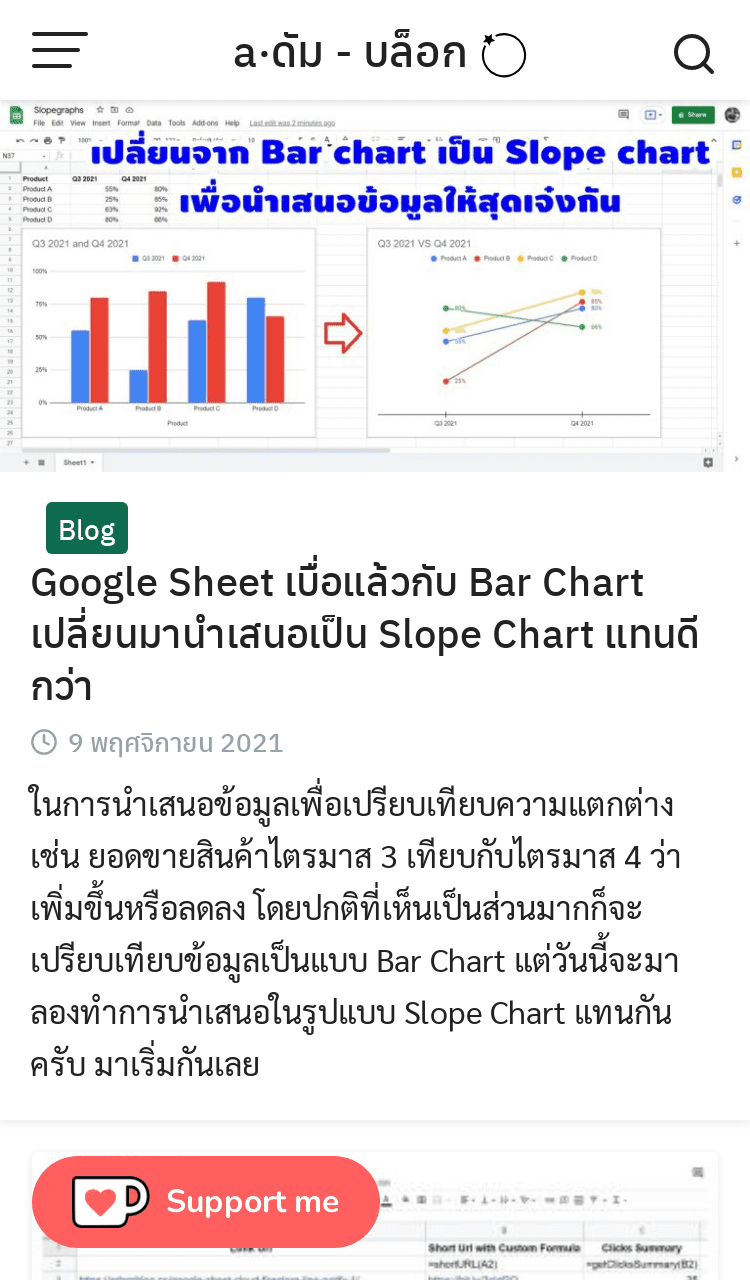 a·ดัม - บล็อก
Slopegraphs
File Edit View Insert Format Data Tools Add-ons Help Last edit was 2 minutes ago
Share
เปลี่ยนจาก Bar chart เป็น Slope chart
เพื่อนำเสนอข้อมูลให้สุดเจ๋งกัน
N37
Product Q3 2021 Q4 2021
Product A 55% 80%
Product B 25% 85%
Product C 63% 92%
Product D 80% 66%
Q3 2021 and Q4 2021
Q3 2021 Q4 2021
100%
75%
50%
25%
0%
Product A Product B Product C Product D
Product
Q3 2021 VS Q4 2021
Product A Product B Product C Product D
85%
80%
80%
55%
66%
25%
Q3 2021 Q4 2021
Sheet1
Blog
Google Sheet เบื่อแล้วกับ Bar Chart
เปลี่ยนมานำเสนอเป็น Slope Chart แทนดี
กว่า
9 พฤศจิกายน 2021
ในการนำเสนอข้อมูลเพื่อเปรียบเทียบความแตกต่าง
เช่น ยอดขายสินค้าไตรมาส 3 เทียบกับไตรมาส 4 ว่า
เพิ่มขึ้นหรือลดลง โดยปกติที่เห็นเป็นส่วนมากก็จะ
เปรียบเทียบข้อมูลเป็นแบบ Bar Chart แต่วันนี้จะมา
ลองทำการนำเสนอในรูปแบบ Slope Chart แทนกัน
ครับ มาเริ่มกันเลย
Support me
Short Url with Custom Formula Clicks Summary
=shortURL(A2) =getClicksSummary(B2)